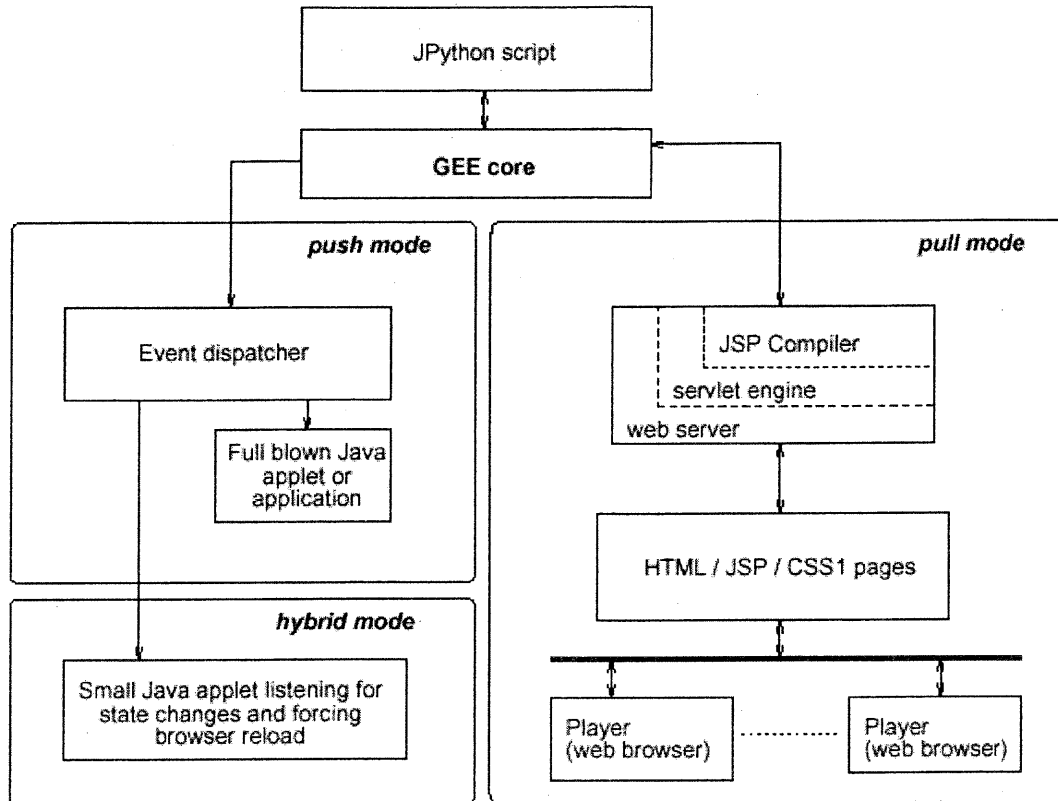 JPython script
GEE core
push mode
Event dispatcher
Full blown Java
applet or
application
hybrid mode
Small Java applet listening for
state changes and forcing
browser reload
pull mode
JSP Compiler
servlet engine
web server
HTML / JSP / CSS1 pages
Player
(web browser)
Player
(web browser)